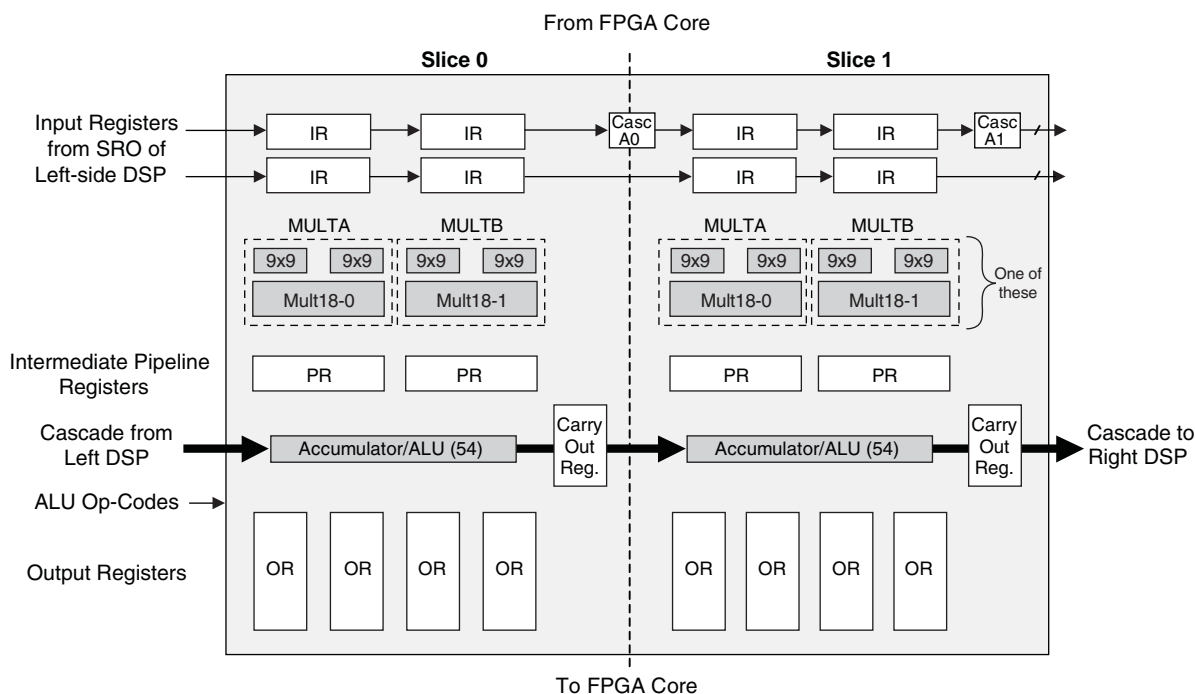 From FPGA Core
Slice 0
Slice 1
Input Registers
from SRO of
Left-side DSP
IR
IR
Casc
A0
IR
IR
Casc
A1
IR
IR
IR
IR
MULTA
MULTB
MULTA
MULTB
9x9
9x9
9x9
9x9
9x9
9x9
9x9
9x9
One of
these
Mult18-0
Mult18-1
Mult18-0
Mult18-1
Intermediate Pipeline
Registers
PR
PR
PR
PR
Cascade from
Left DSP
Accumulator/ALU (54)
Carry
Out
Reg.
Accumulator/ALU (54)
Carry
Out
Reg.
Cascade to
Right DSP
ALU Op-Codes
Output Registers
OR
OR
OR
OR
OR
OR
OR
OR
To FPGA Core